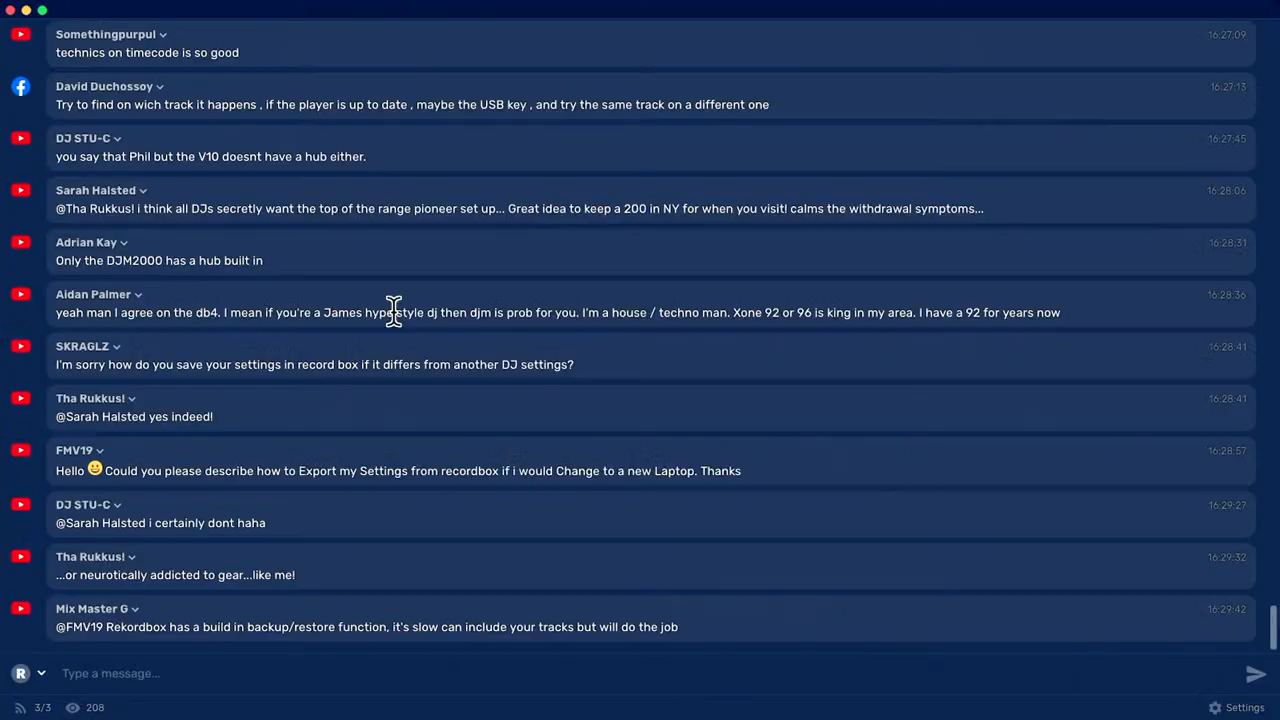 Somethingpurpul
16:27:09
technics on timecode is so good
David Duchossoy
16:27:13
Try to find on wich track it happens , if the player is up to date , maybe the USB key , and try the same track on a different one
DJ STU-C
16:27:45
you say that Phil but the V10 doesnt have a hub either.
Sarah Halsted
16:28:06
@Tha Rukkus! i think all DJs secretly want the top of the range pioneer set up... Great idea to keep a 200 in NY for when you visit! calms the withdrawal symptoms...
Adrian Kay
16:28:31
Only the DJM2000 has a hub built in
Aidan Palmer
16:28:36
yeah man I agree on the db4. I mean if you're a James hype style dj then djm is prob for you. I'm a house / techno man. Xone 92 or 96 is king in my area. I have a 92 for years now
SKRAGLZ
16:28:41
I'm sorry how do you save your settings in record box if it differs from another DJ settings?
Tha Rukkus!
16:28:41
@Sarah Halsted yes indeed!
FMV19
16:28:57
Hello 😀 Could you please describe how to Export my Settings from recordbox if i would Change to a new Laptop. Thanks
DJ STU-C
16:29:27
@Sarah Halsted i certainly dont haha
Tha Rukkus!
16:29:32
...or neurotically addicted to gear...like me!
Mix Master G
16:29:42
@FMV19 Rekordbox has a build in backup/restore function, it's slow can include your tracks but will do the job
R
Type a message...
3/3
208
Settings